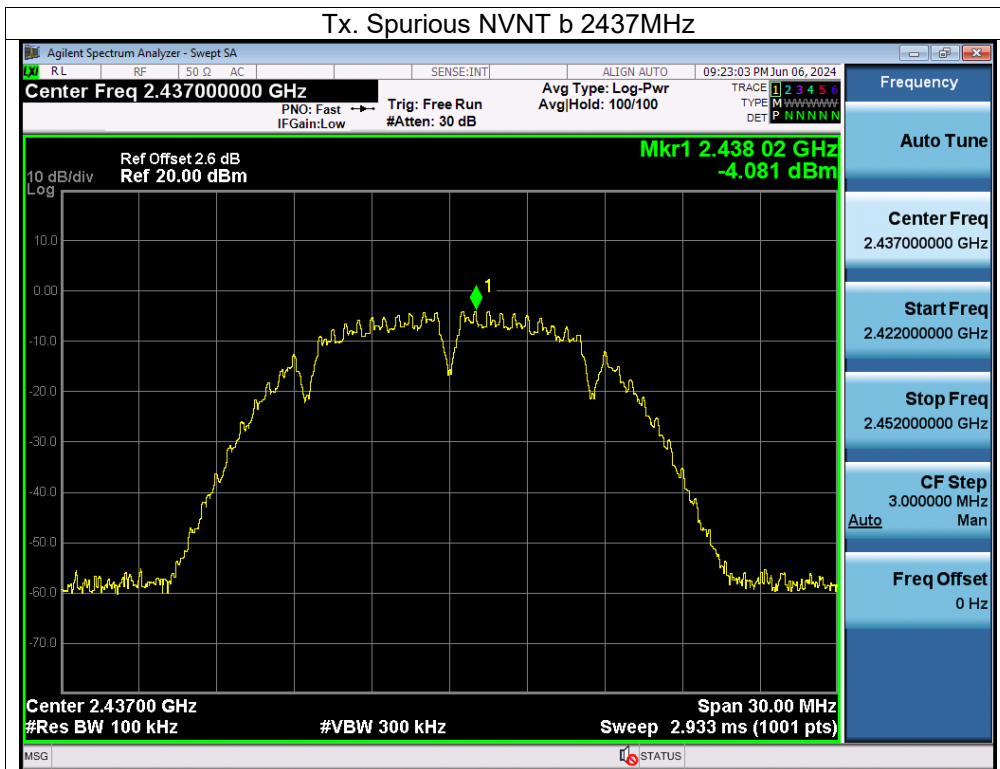 Tx. Spurious NVNT b 2437MHz
Agilent Spectrum Analyzer - Swept SA
LXI RL RF 50 Ω AC SENSE:INT ALIGN AUTO 09:23:03 PM Jun 06, 2024
Center Freq 2.437000000 GHz
PNO: Fast
IFGain:Low
Trig: Free Run
#Atten: 30 dB
Avg Type: Log-Pwr
Avg|Hold: 100/100
TRACE 1 2 3 4 5 6
TYPE M WWWWW
DET P N N N N N
Mkr1 2.438 02 GHz
-4.081 dBm
Ref Offset 2.6 dB
10 dB/div Ref 20.00 dBm
Log
10.0
0.00
-10.0
-20.0
-30.0
-40.0
-50.0
-60.0
-70.0
1
Center 2.43700 GHz Span 30.00 MHz
#Res BW 100 kHz #VBW 300 kHz Sweep 2.933 ms (1001 pts)
MSG STATUS
Frequency
Auto Tune
Center Freq
2.437000000 GHz
Start Freq
2.422000000 GHz
Stop Freq
2.452000000 GHz
CF Step
3.000000 MHz
Auto Man
Freq Offset
0 Hz